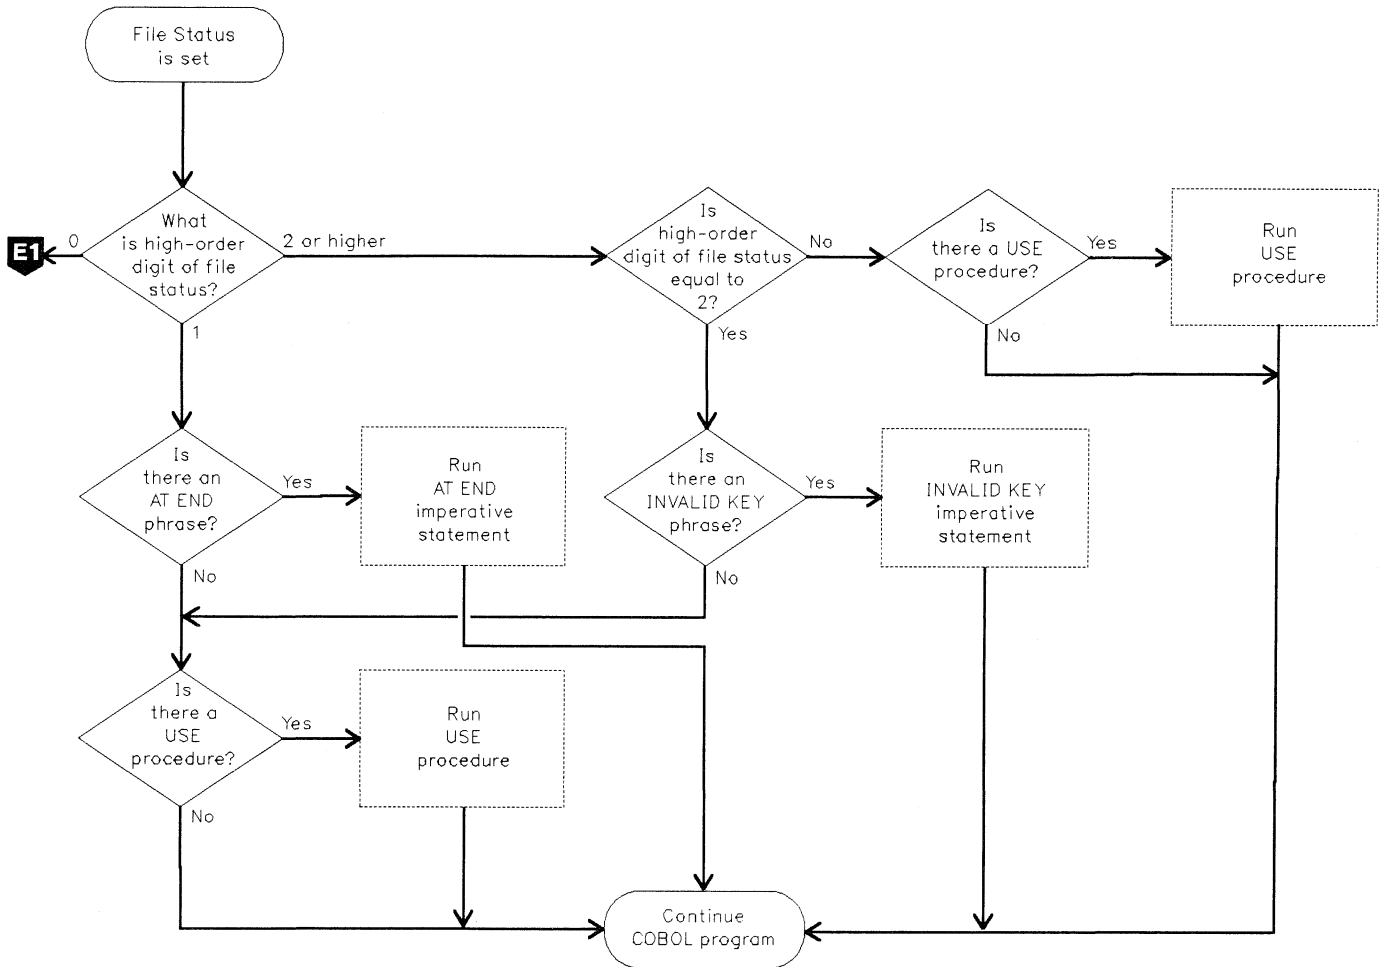 File Status
is set
What
is high-order
digit of file
status?
0
E1
2 or higher
1
Is
high-order
digit of file status
equal to
2?
No
Yes
Is
there a USE
procedure?
Yes
No
Run
USE
procedure
Is
there an
AT END
phrase?
Yes
No
Run
AT END
imperative
statement
Is
there an
INVALID KEY
phrase?
Yes
No
Run
INVALID KEY
imperative
statement
Is
there a
USE
procedure?
Yes
No
Run
USE
procedure
Continue
COBOL program